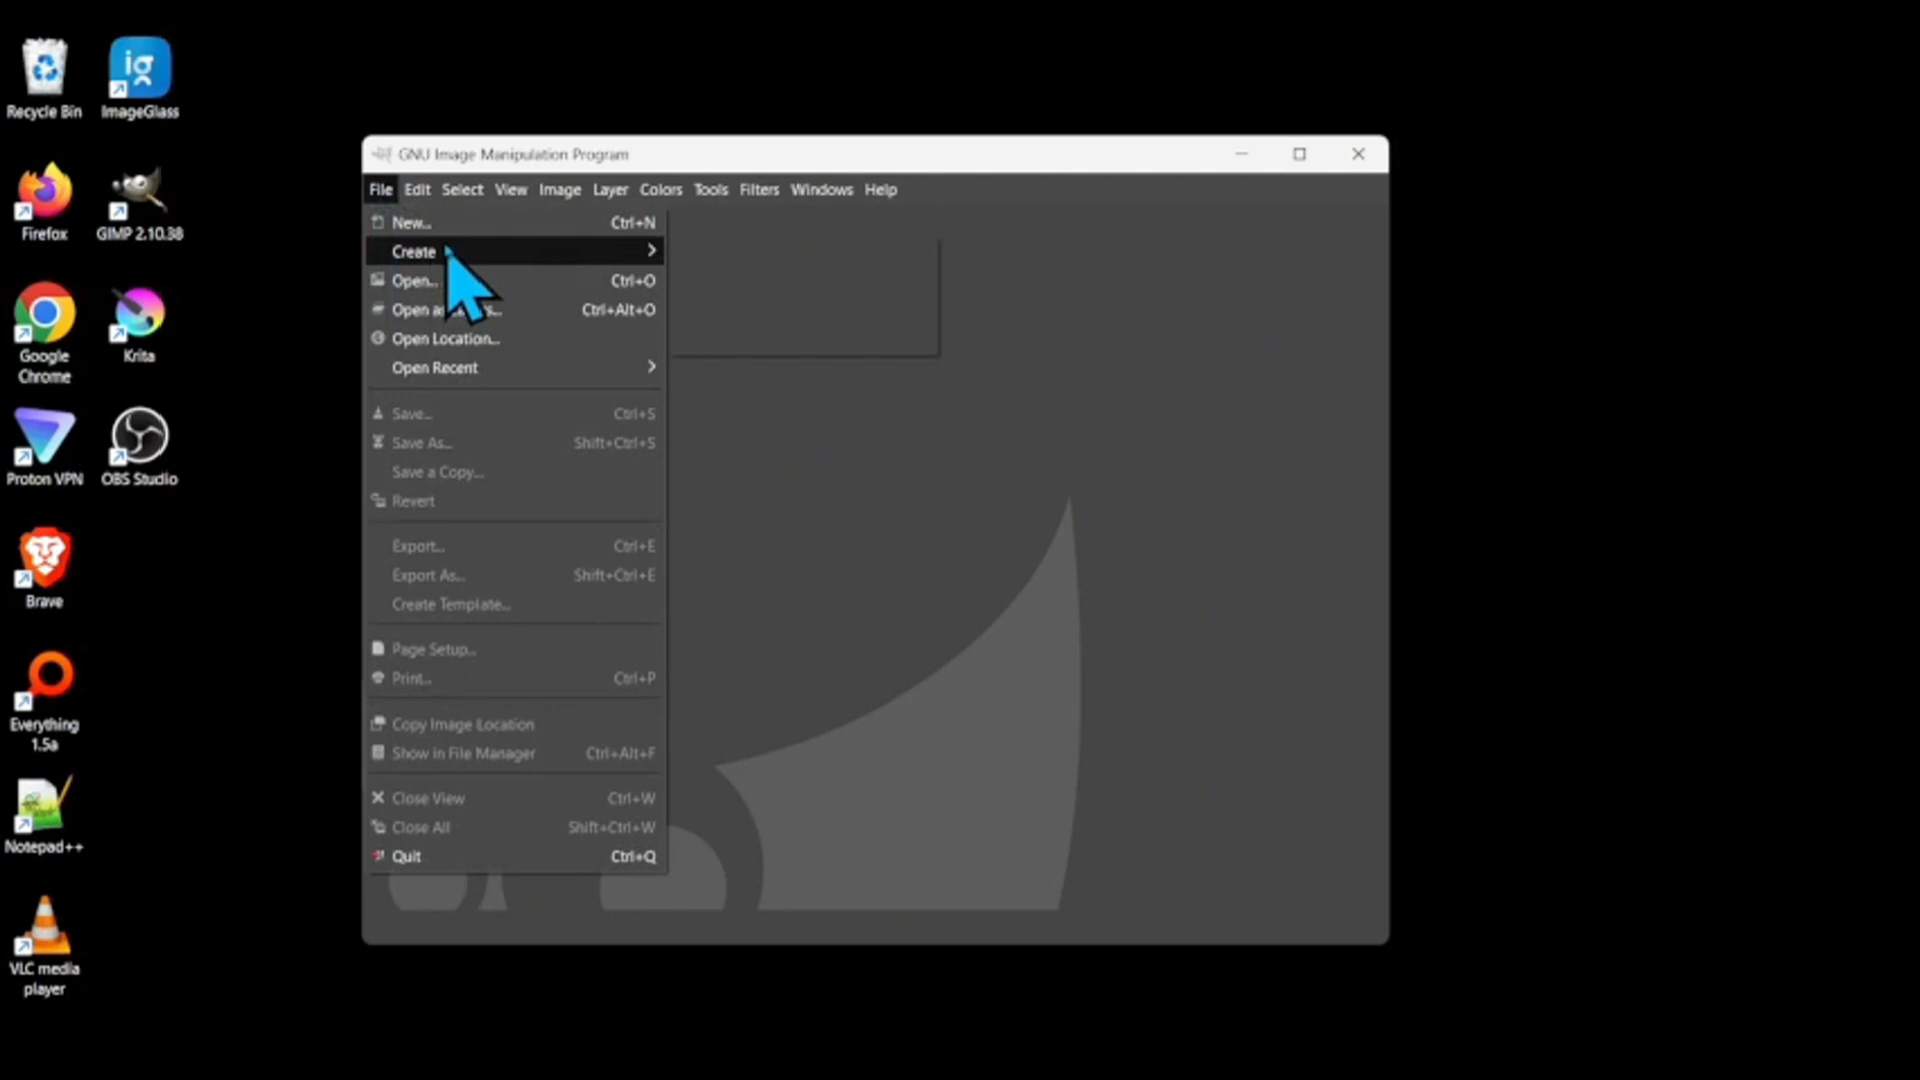 Recycle Bin
ig
ImageGlass
Firefox
GIMP 2.10.38
Google
Chrome
Krita
Proton VPN
OBS Studio
Brave
Everything
1.5a
Notepad++
VLC media
player
GNU Image Manipulation Program
File Edit Select View Image Layer Colors Tools Filters Windows Help
New... Ctrl+N
Create
Open... Ctrl+O
Open Ctrl+Alt+O
Open Location...
Open Recent
Save... Ctrl+S
Save As... Shift+Ctrl+S
Save a Copy...
Revert
Export... Ctrl+E
Export As... Shift+Ctrl+E
Create Template...
Page Setup...
Print... Ctrl+P
Copy Image Location
Show in File Manager Ctrl+Alt+F
Close View Ctrl+W
Close All Shift+Ctrl+W
Quit Ctrl+Q